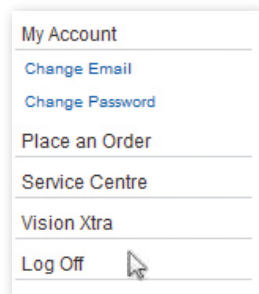 My Account
Change Email
Change Password
Place an Order
Service Centre
Vision Xtra
Log Off